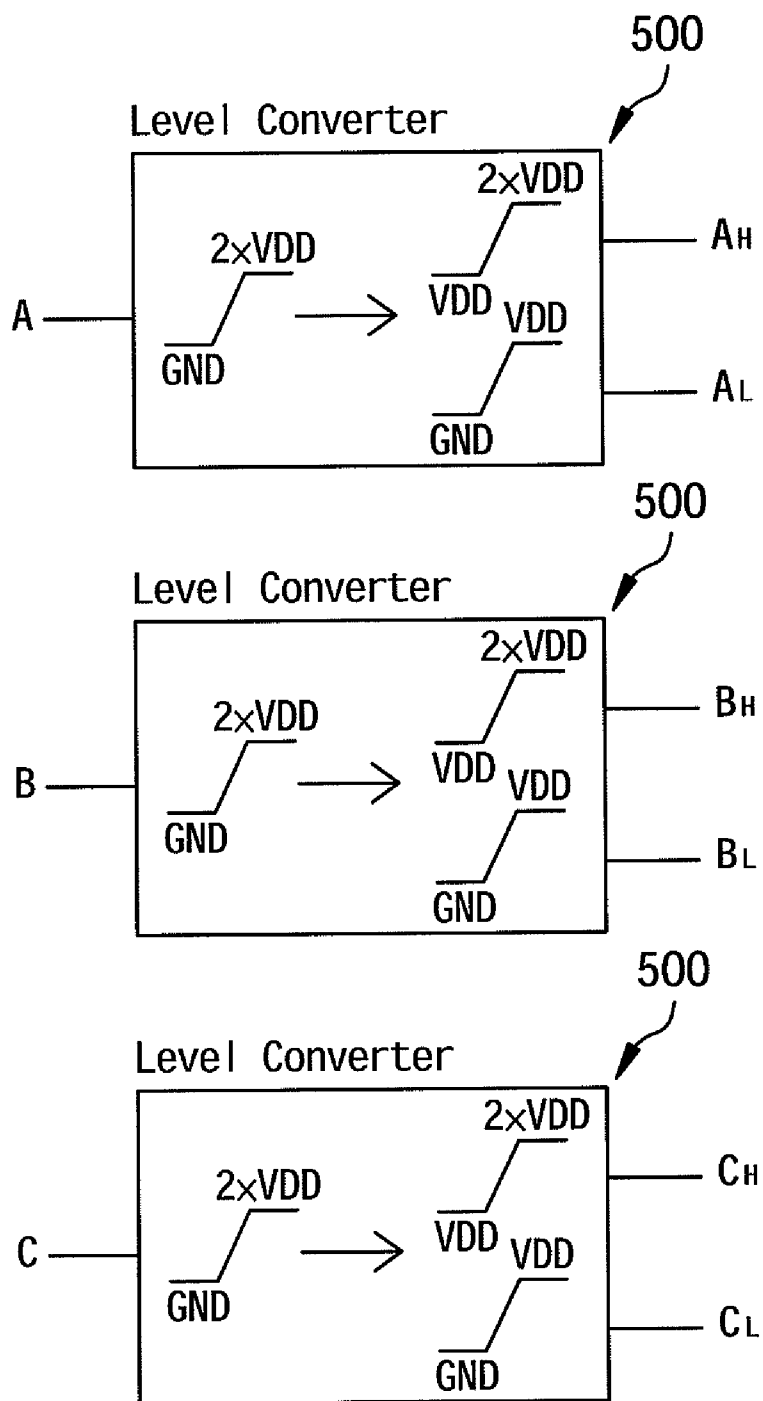 500
Level Converter
2×VDD
2×VDD
AH
A
VDD
VDD
GND
AL
GND
500
Level Converter
2×VDD
2×VDD
BH
B
VDD
VDD
GND
BL
GND
500
Level Converter
2×VDD
2×VDD
CH
C
VDD
VDD
GND
CL
GND